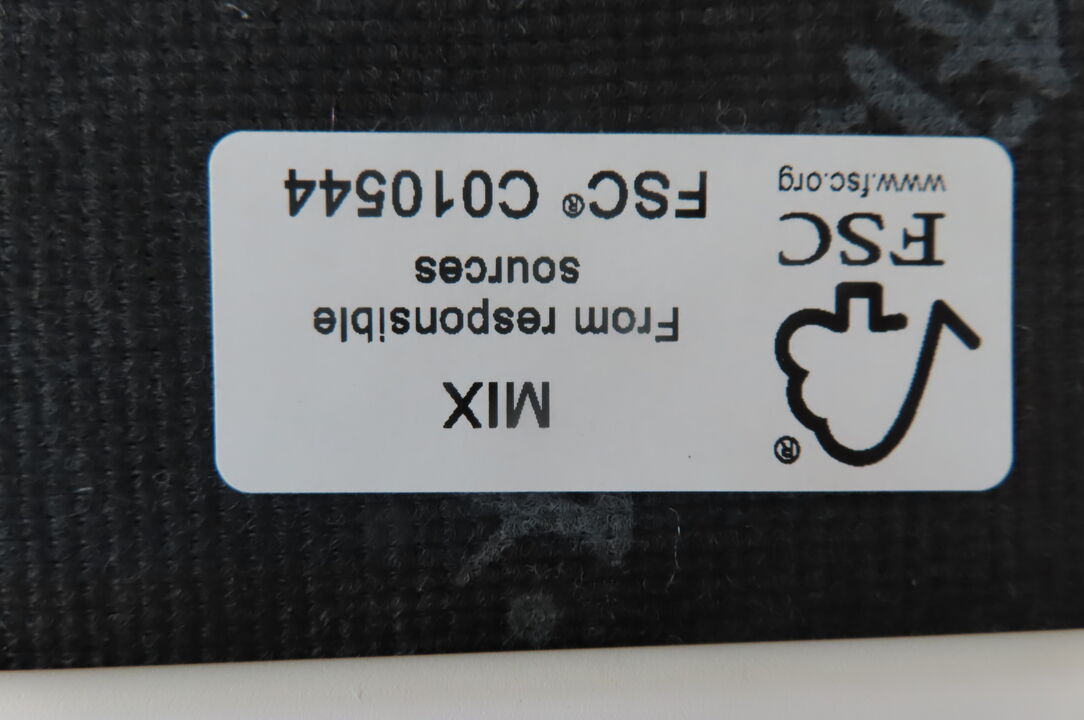 ®
FSC
www.fsc.org
MIX
From responsible
sources
FSC® C010544